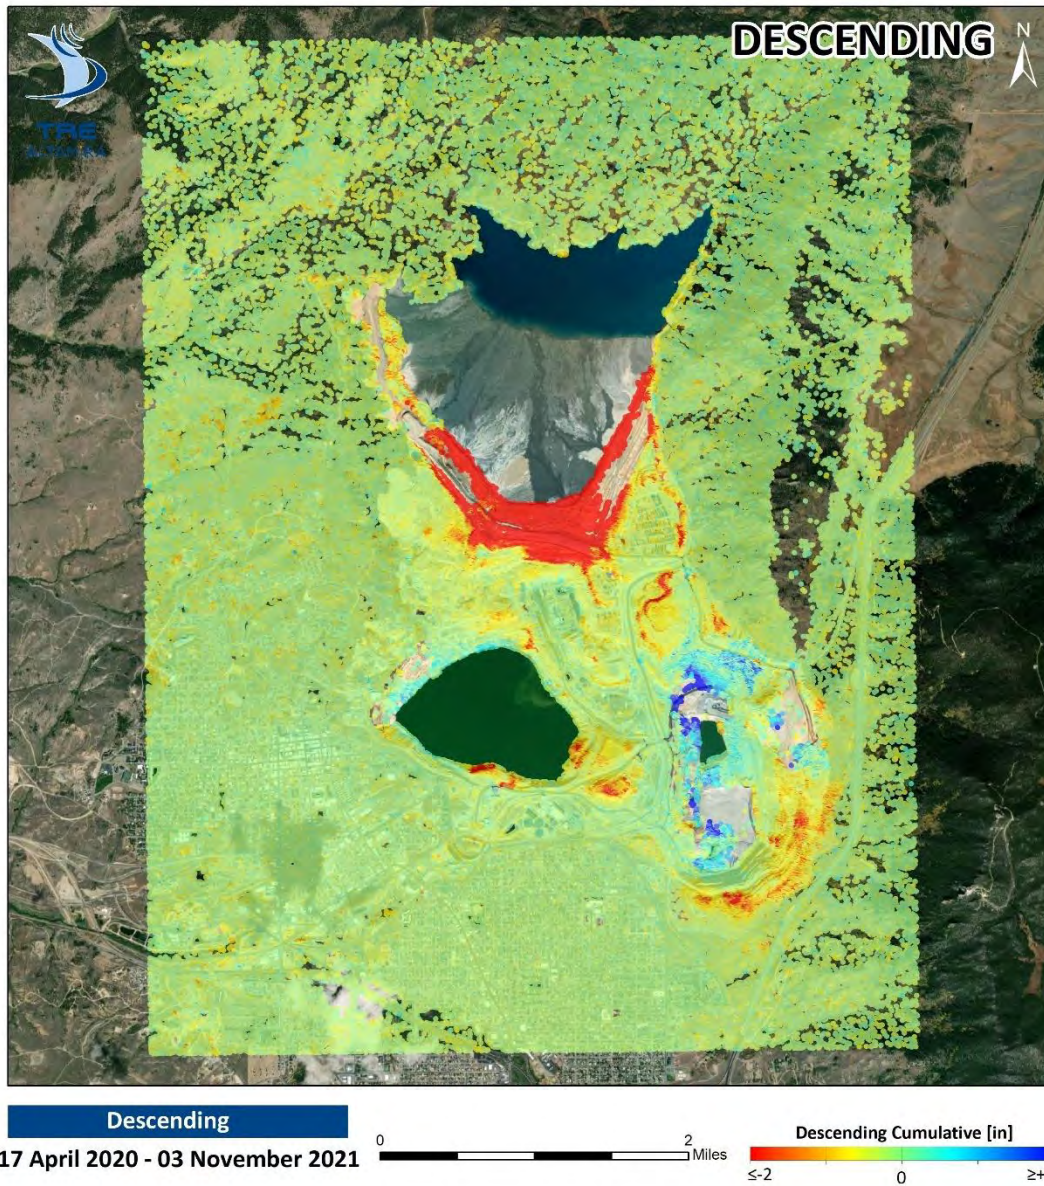 DESCENDING
N
TRE
Descending
17 April 2020 - 03 November 2021
0
2
Miles
Descending Cumulative [in]
≤-2
0
≥+